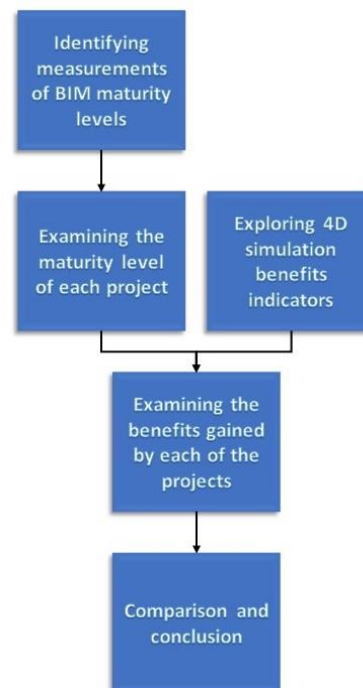 Identifying
measurements
of BIM maturity
levels
Examining the
maturity level
of each project
Exploring 4D
simulation
benefits
indicators
Examining the
benefits gained
by each of the
projects
Comparison and
conclusion